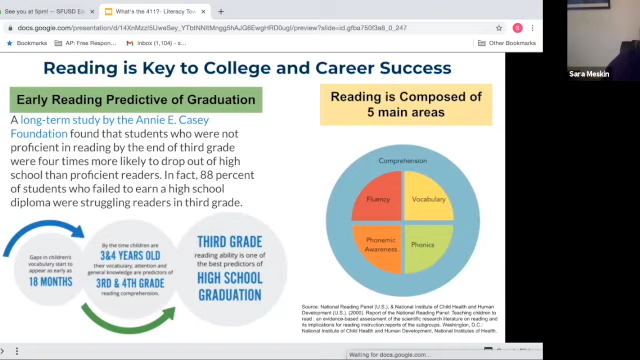 See you at 5pm! | SFUSD Ed
What's the 411? - Literacy Tow
docs.google.com/presentation/d/14XnMzzI5UweSey_YTbtNNtMngg5HAxgH6HRD0ugI/preview?slide=id.gfba750f3a8_0_247
Bookmarks
AP: Free Respon...
Inbox (1,104) - s...
Other Bookmarks
Sara Meskin
Reading is Key to College and Career Success
Early Reading Predictive of Graduation
A long-term study by the Annie E. Casey
Foundation found that students who were not
proficient in reading by the end of third grade
were four times more likely to drop out of high
school than proficient readers. In fact, 88 percent
of students who failed to earn a high school
diploma were struggling readers in third grade.
Gaps in children's
vocabulary start to
appear as early as
18 MONTHS
By the time children are
3&4 YEARS OLD
their vocabulary, attention and
general knowledge are predictors of
3RD & 4TH GRADE
reading comprehension.
THIRD GRADE
reading ability is one of
the best predictors of
HIGH SCHOOL
GRADUATION
Reading is Composed of
5 main areas
Comprehension
Fluency
Vocabulary
Phonemic
Awareness
Phonics
Source: National Reading Panel (U.S.), & National Institute of Child Health and Human
Development (U.S.). (2000). Report of the National Reading Panel: Teaching children to
read : an evidence-based assessment of the scientific research literature on reading and
its implications for reading instruction:reports of the subgroups. Washington, D.C.:
National Institute of Child Health and Human Development, National Institutes of Health.
Waiting for docs.google.com...